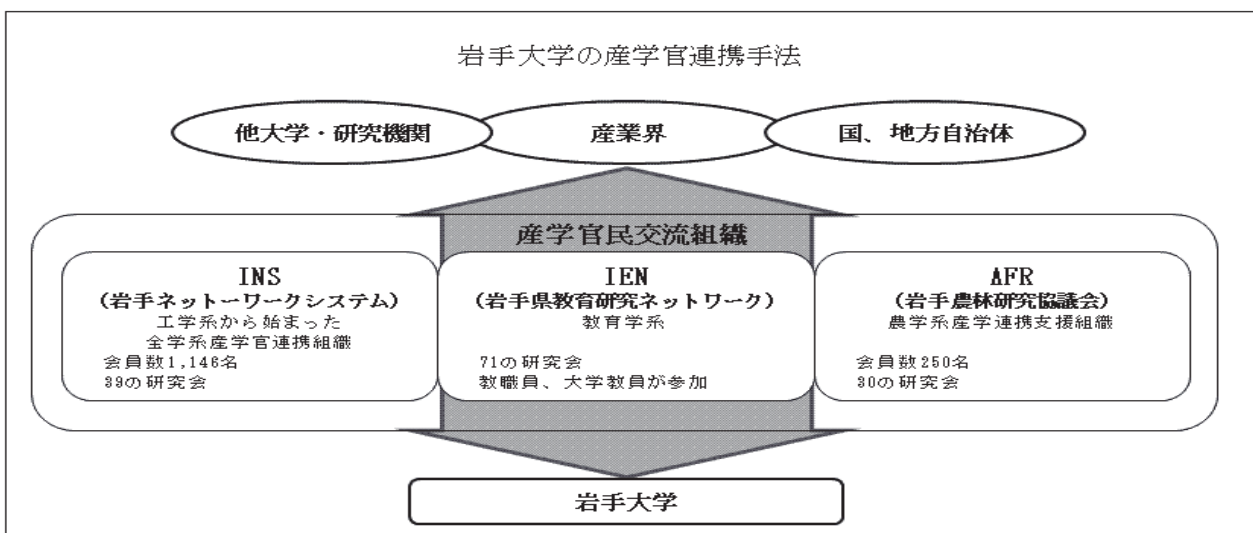 岩手大学の産学官連携手法
他大学・研究機関
産業界
国、地方自治体
産学官民交流組織
INS
(岩手ネットーワークシステム)
工学系から始まった
全学系産学官連携組織
会員数1,146名
39の研究会
IEN
(岩手県教育研究ネットワーク)
教育学系
71の研究会
教職員、大学教員が参加
AFR
(岩手農林研究協議会)
農学系産学連携支援組織
会員数250名
30の研究会
岩手大学